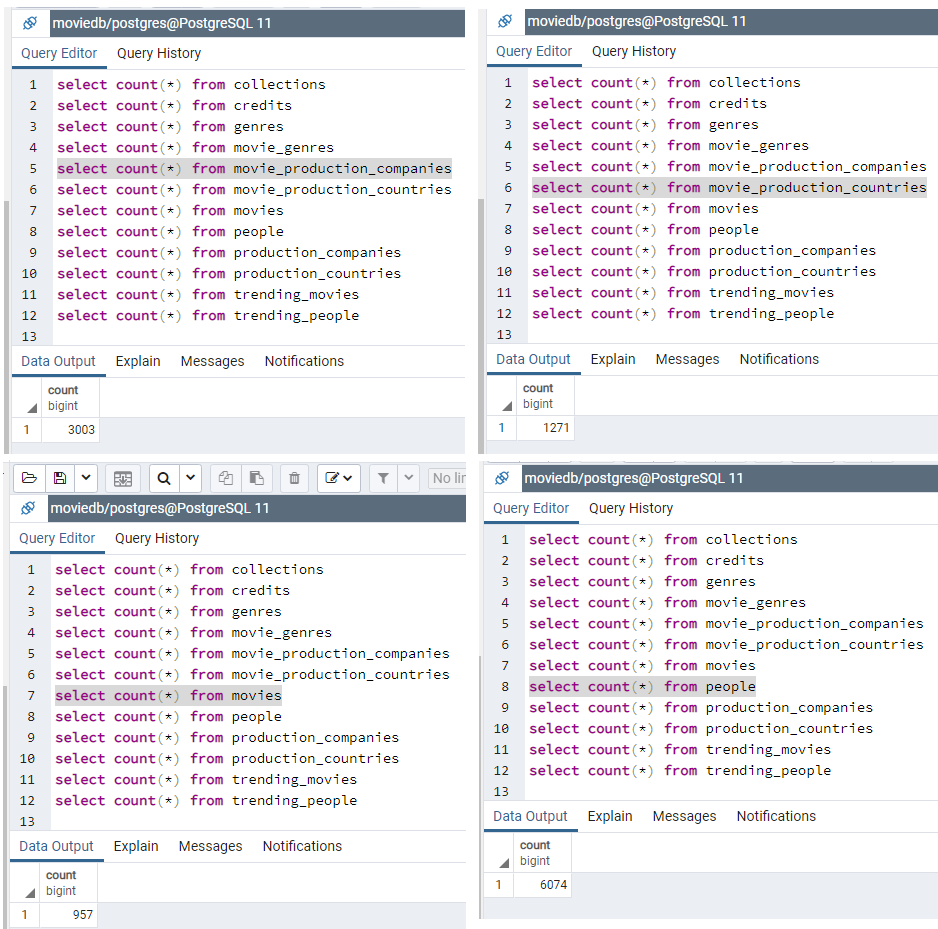 moviedb/postgres@PostgreSQL 11
Query Editor Query History
1 select count(*) from collections
2 select count(*) from credits
3 select count(*) from genres
4 select count(*) from movie_genres
5 select count(*) from movie_production_companies
6 select count(*) from movie_production_countries
7 select count(*) from movies
8 select count(*) from people
9 select count(*) from production_companies
10 select count(*) from production_countries
11 select count(*) from trending_movies
12 select count(*) from trending_people
13
Data Output Explain Messages Notifications
count
bigint
1 3003
moviedb/postgres@PostgreSQL 11
Query Editor Query History
1 select count(*) from collections
2 select count(*) from credits
3 select count(*) from genres
4 select count(*) from movie_genres
5 select count(*) from movie_production_companies
6 select count(*) from movie_production_countries
7 select count(*) from movies
8 select count(*) from people
9 select count(*) from production_companies
10 select count(*) from production_countries
11 select count(*) from trending_movies
12 select count(*) from trending_people
13
Data Output Explain Messages Notifications
count
bigint
1 1271
No lin
moviedb/postgres@PostgreSQL 11
Query Editor Query History
1 select count(*) from collections
2 select count(*) from credits
3 select count(*) from genres
4 select count(*) from movie_genres
5 select count(*) from movie_production_companies
6 select count(*) from movie_production_countries
7 select count(*) from movies
8 select count(*) from people
9 select count(*) from production_companies
10 select count(*) from production_countries
11 select count(*) from trending_movies
12 select count(*) from trending_people
13
Data Output Explain Messages Notifications
count
bigint
1 957
moviedb/postgres@PostgreSQL 11
Query Editor Query History
1 select count(*) from collections
2 select count(*) from credits
3 select count(*) from genres
4 select count(*) from movie_genres
5 select count(*) from movie_production_companies
6 select count(*) from movie_production_countries
7 select count(*) from movies
8 select count(*) from people
9 select count(*) from production_companies
10 select count(*) from production_countries
11 select count(*) from trending_movies
12 select count(*) from trending_people
13
Data Output Explain Messages Notifications
count
bigint
1 6074